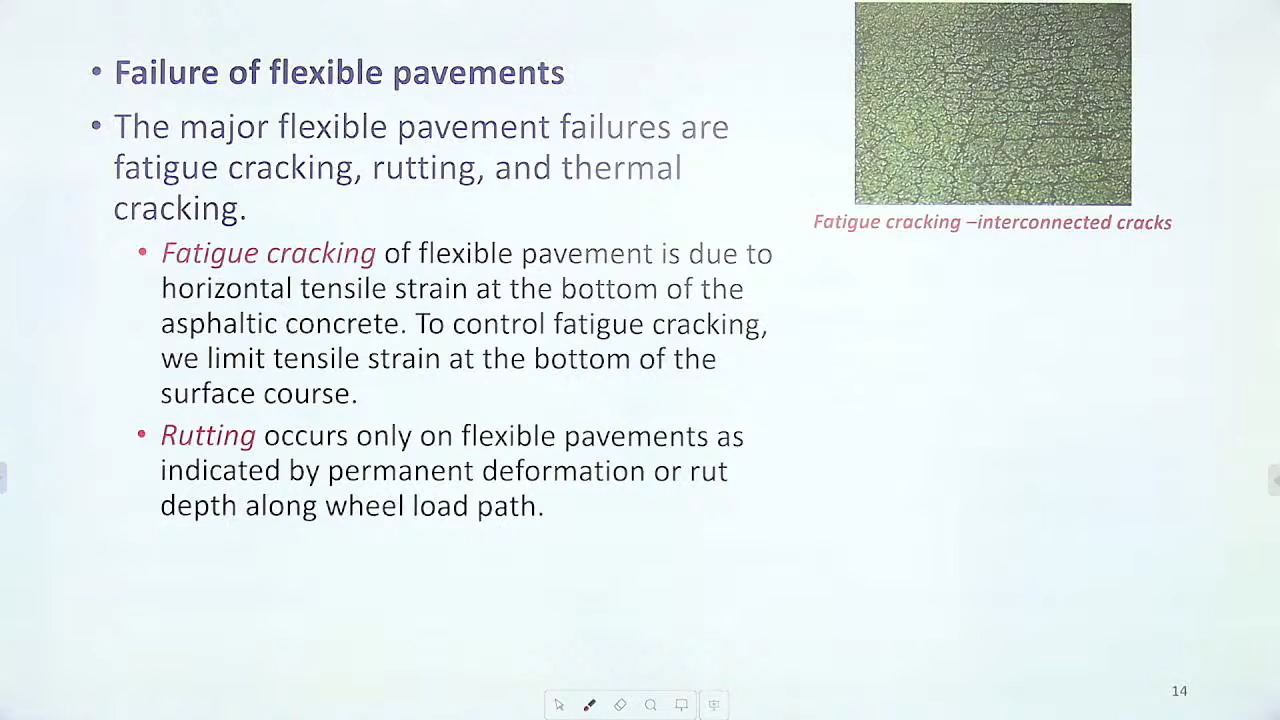 • Failure of flexible pavements
• The major flexible pavement failures are
fatigue cracking, rutting, and thermal
cracking.
• Fatigue cracking of flexible pavement is due to
horizontal tensile strain at the bottom of the
asphaltic concrete. To control fatigue cracking,
we limit tensile strain at the bottom of the
surface course.
• Rutting occurs only on flexible pavements as
indicated by permanent deformation or rut
depth along wheel load path.
Fatigue cracking –interconnected cracks
14